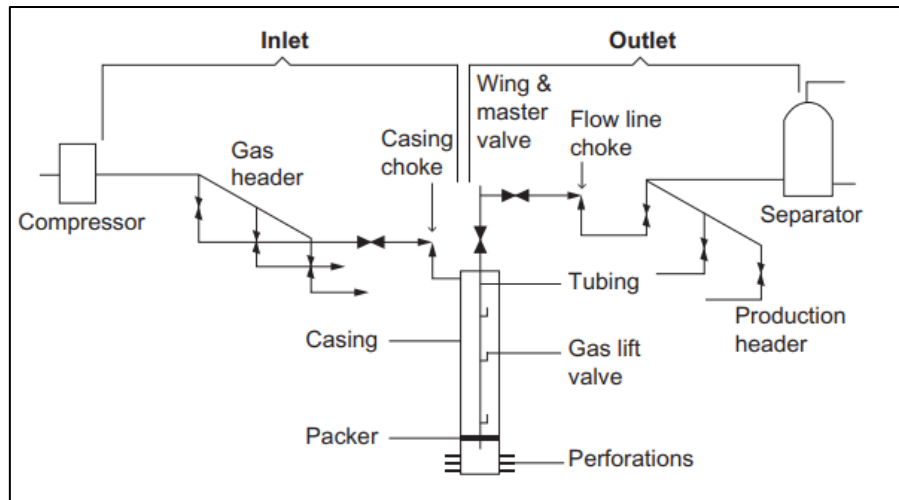 Inlet
Outlet
Wing &
master
valve
Flow line
choke
Casing
choke
Gas
header
Compressor
Separator
Tubing
Production
header
Casing
Gas lift
valve
Packer
Perforations